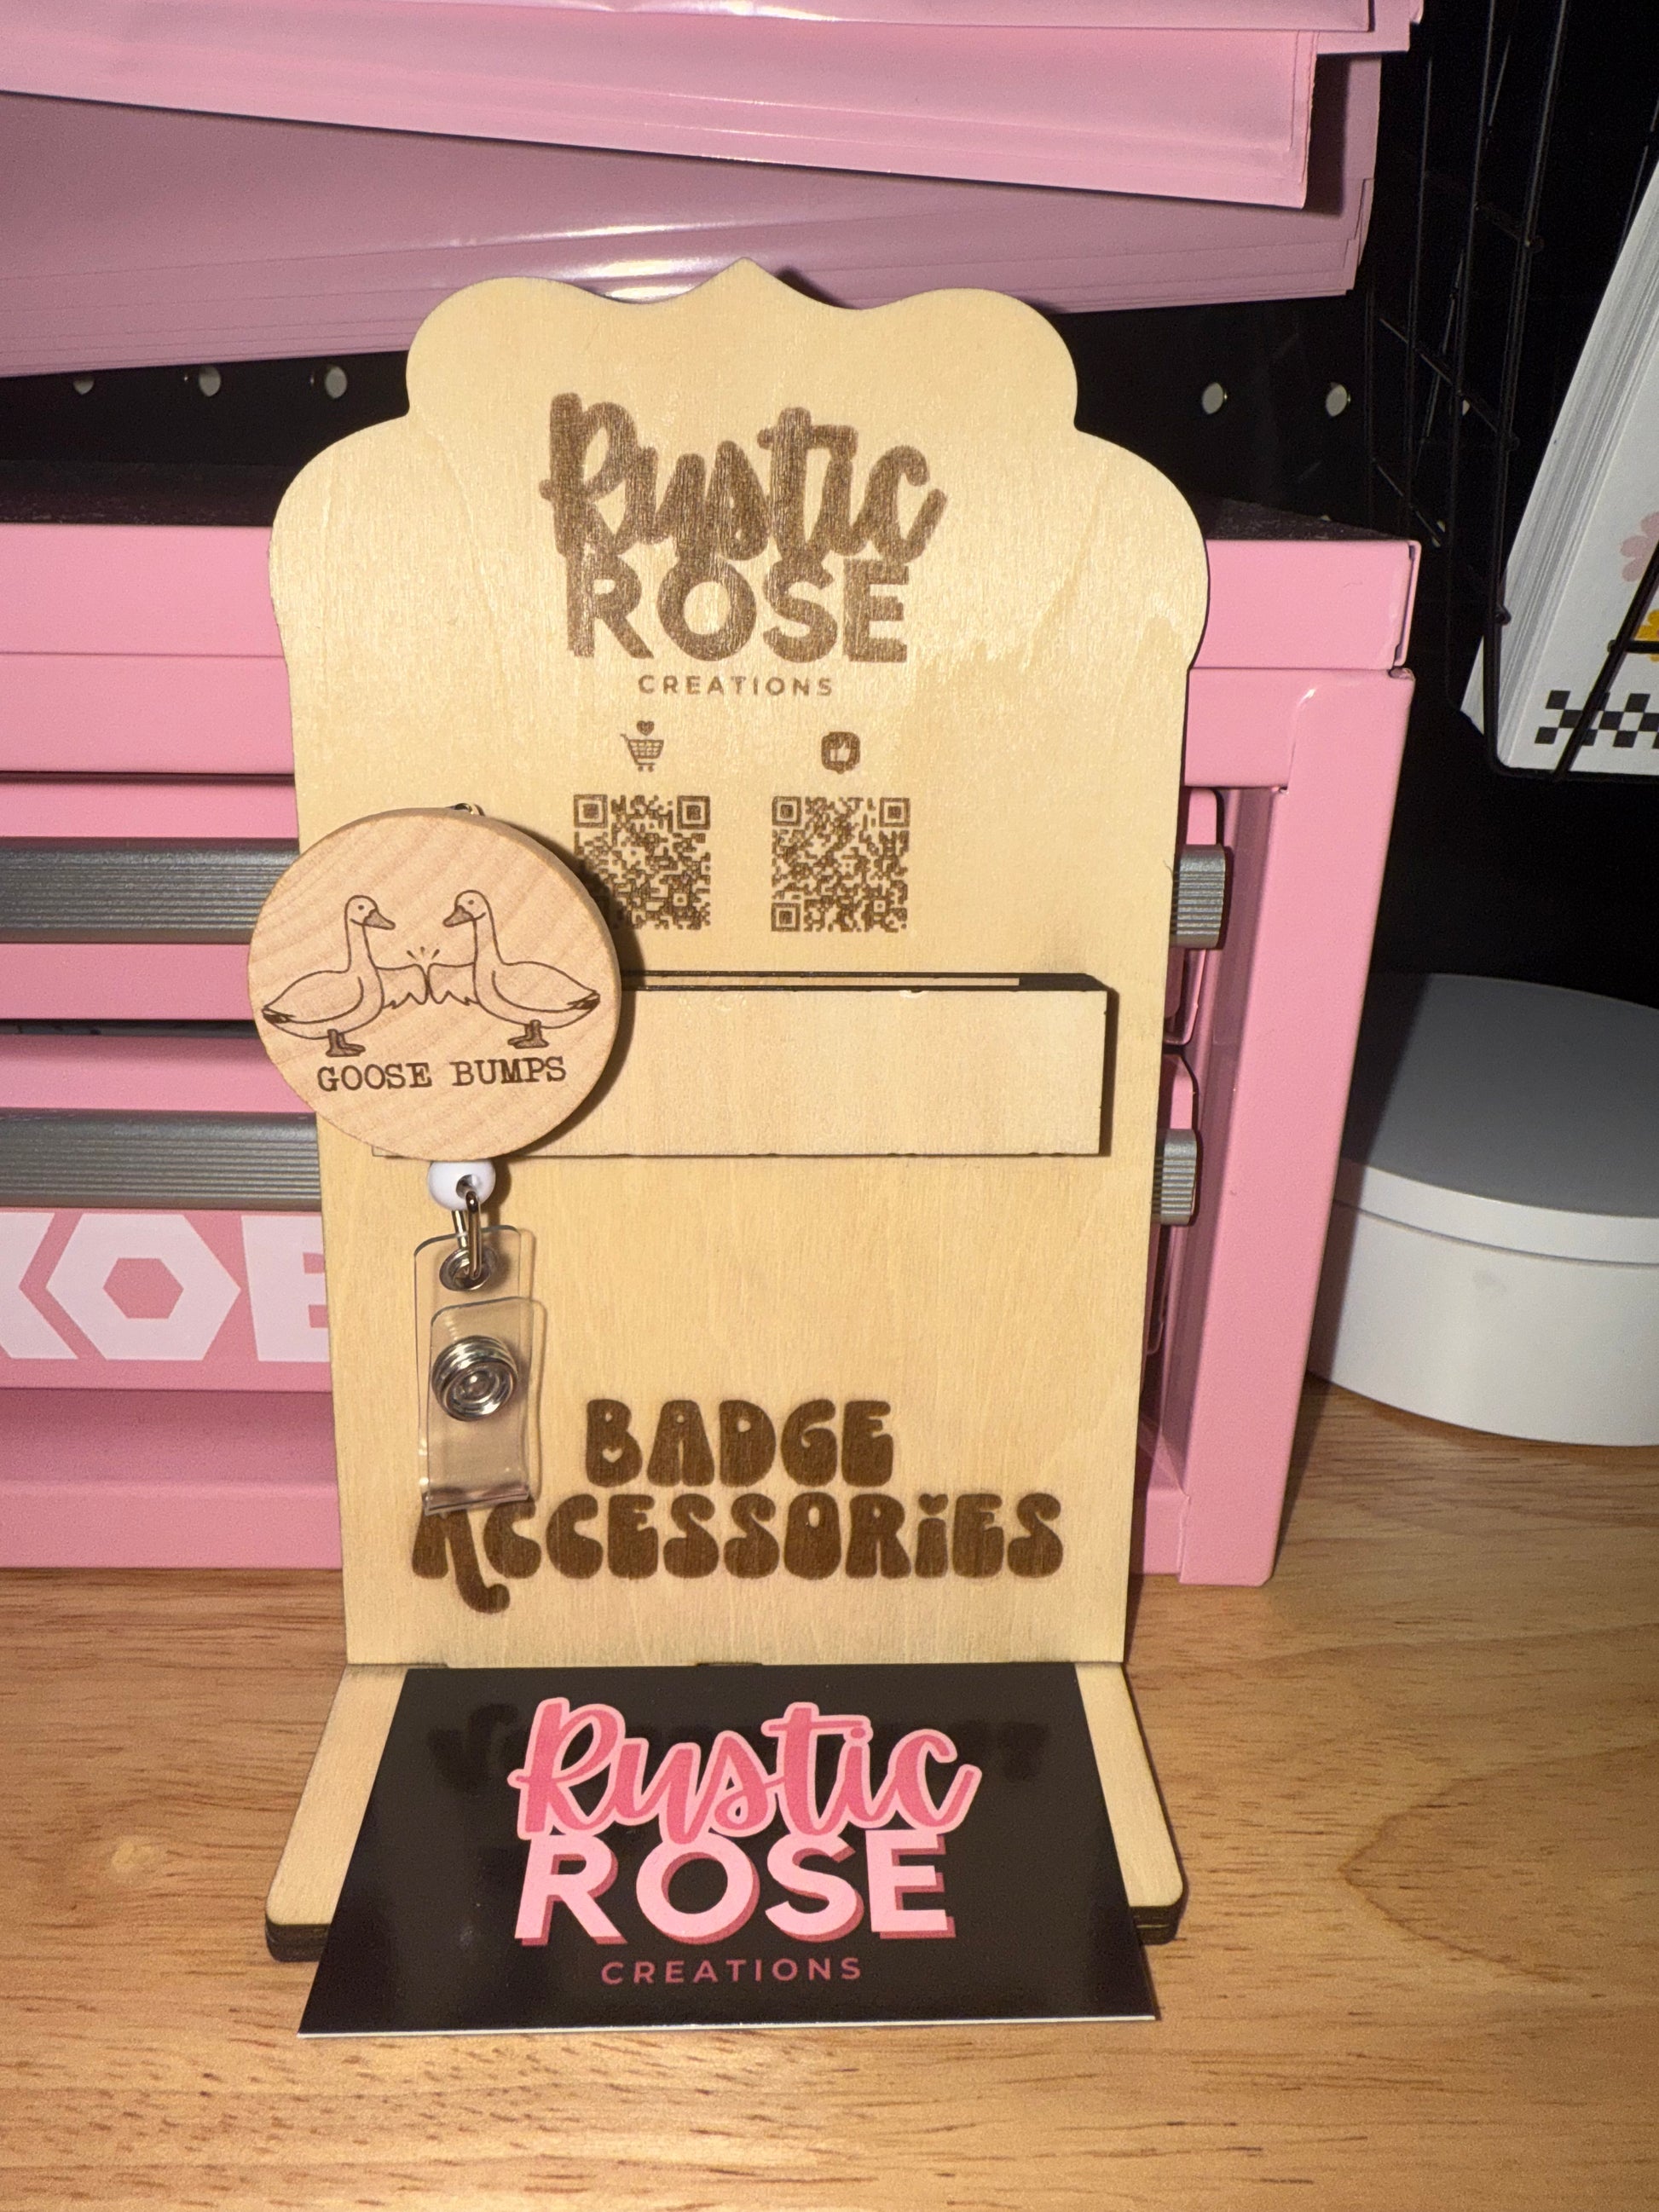 Rustic
ROSE
CREATIONS
GOOSE BUMPS
BADGE
ACCESSORIES
Rustic
ROSE
CREATIONS